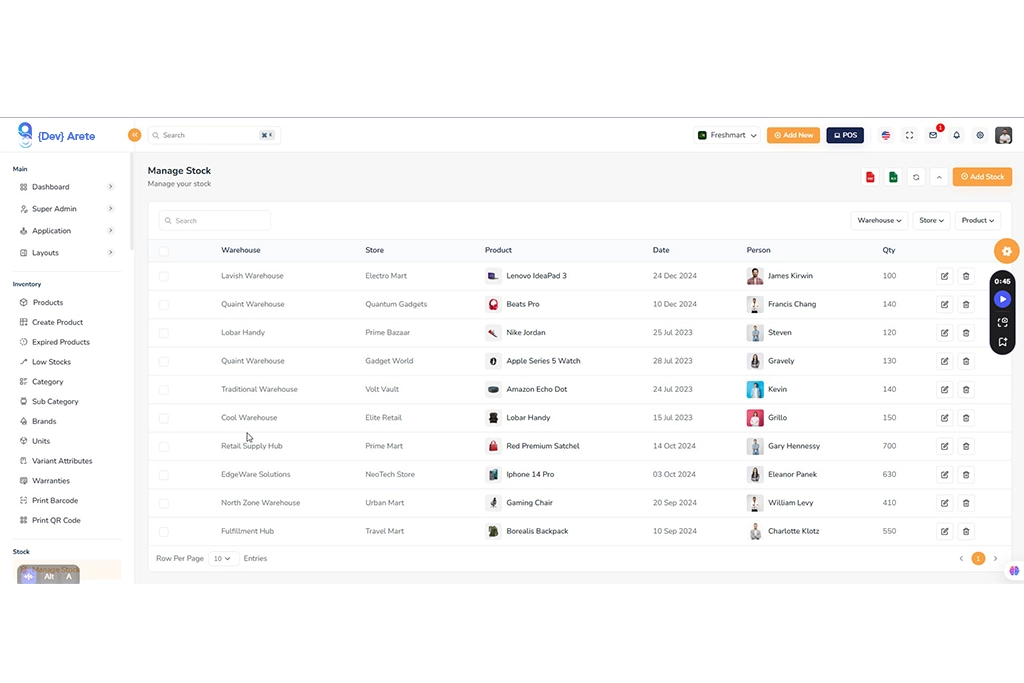 {Dev} Arete
Search
⌘ K
Freshmart
Add New
POS
1
Main
Dashboard
Super Admin
Application
Layouts
Inventory
Products
Create Product
Expired Products
Low Stocks
Category
Sub Category
Brands
Units
Variant Attributes
Warranties
Print Barcode
Print QR Code
Stock
Manage Stock
Alt A
Manage Stock
Manage your stock
Add Stock
Search
Warehouse Store Product
Warehouse Store Product Date Person Qty
Lavish Warehouse Electro Mart Lenovo IdeaPad 3 24 Dec 2024 James Kirwin 100
Quaint Warehouse Quantum Gadgets Beats Pro 10 Dec 2024 Francis Chang 140
Lobar Handy Prime Bazaar Nike Jordan 25 Jul 2023 Steven 120
Quaint Warehouse Gadget World Apple Series 5 Watch 28 Jul 2023 Gravely 130
Traditional Warehouse Volt Vault Amazon Echo Dot 24 Jul 2023 Kevin 140
Cool Warehouse Elite Retail Lobar Handy 15 Jul 2023 Grillo 150
Retail Supply Hub Prime Mart Red Premium Satchel 14 Oct 2024 Gary Hennessy 700
EdgeWare Solutions NeoTech Store Iphone 14 Pro 03 Oct 2024 Eleanor Panek 630
North Zone Warehouse Urban Mart Gaming Chair 20 Sep 2024 William Levy 410
Fulfillment Hub Travel Mart Borealis Backpack 10 Sep 2024 Charlotte Klotz 550
Row Per Page 10 Entries
1
0:45